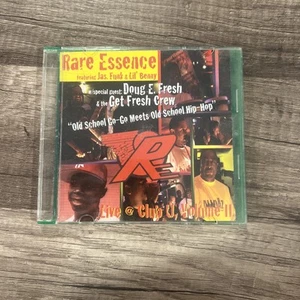 Rare Essence
featuring Jas. Funk & Lil' Benny
w special guest: Doug E. Fresh
& the Get Fresh Crew
"Old School Go-Go Meets Old School Hip-Hop"
RE
Live @ Club U, Volume II